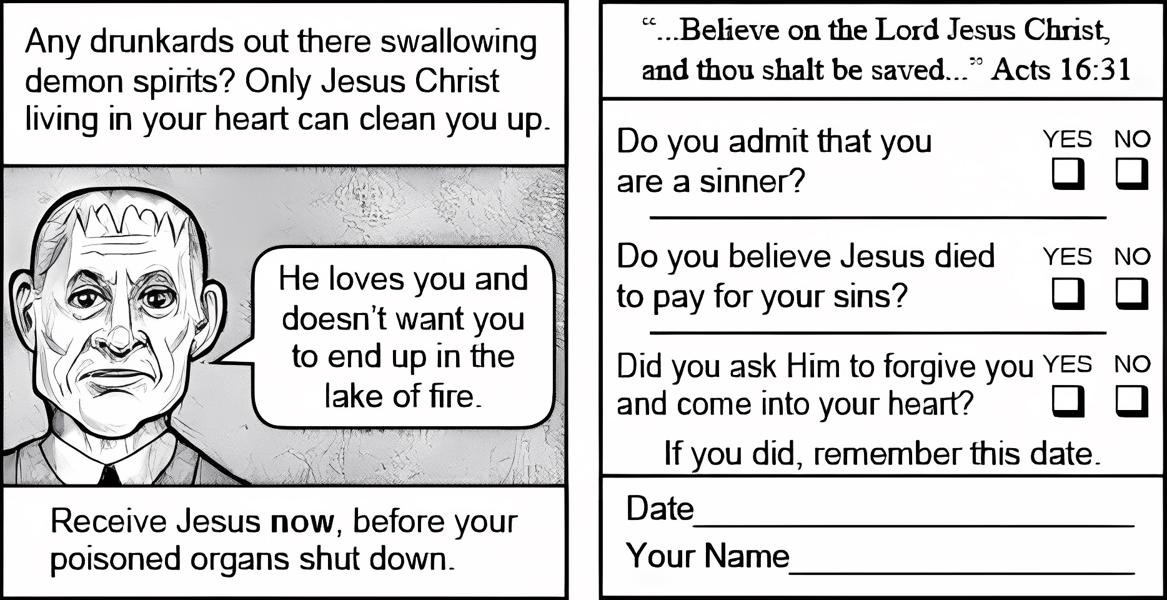 Any drunkards out there swallowing
demon spirits? Only Jesus Christ
living in your heart can clean you up.
He loves you and
doesn't want you
to end up in the
lake of fire.
Receive Jesus now, before your
poisoned organs shut down.
“...Believe on the Lord Jesus Christ,
and thou shalt be saved...” Acts 16:31
Do you admit that you
are a sinner?
YES NO
Do you believe Jesus died
to pay for your sins?
YES NO
Did you ask Him to forgive you
and come into your heart?
YES NO
If you did, remember this date.
Date
Your Name